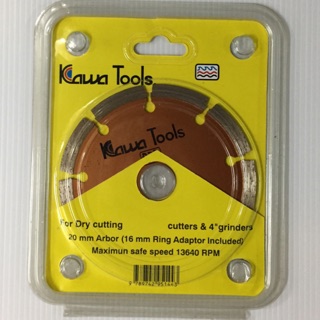 Kawa Tools
Kawa Tools
For Dry cutting cutters & 4"grinders
20 mm Arbor (16 mm Ring Adaptor Included)
Maximun safe speed 13640 RPM